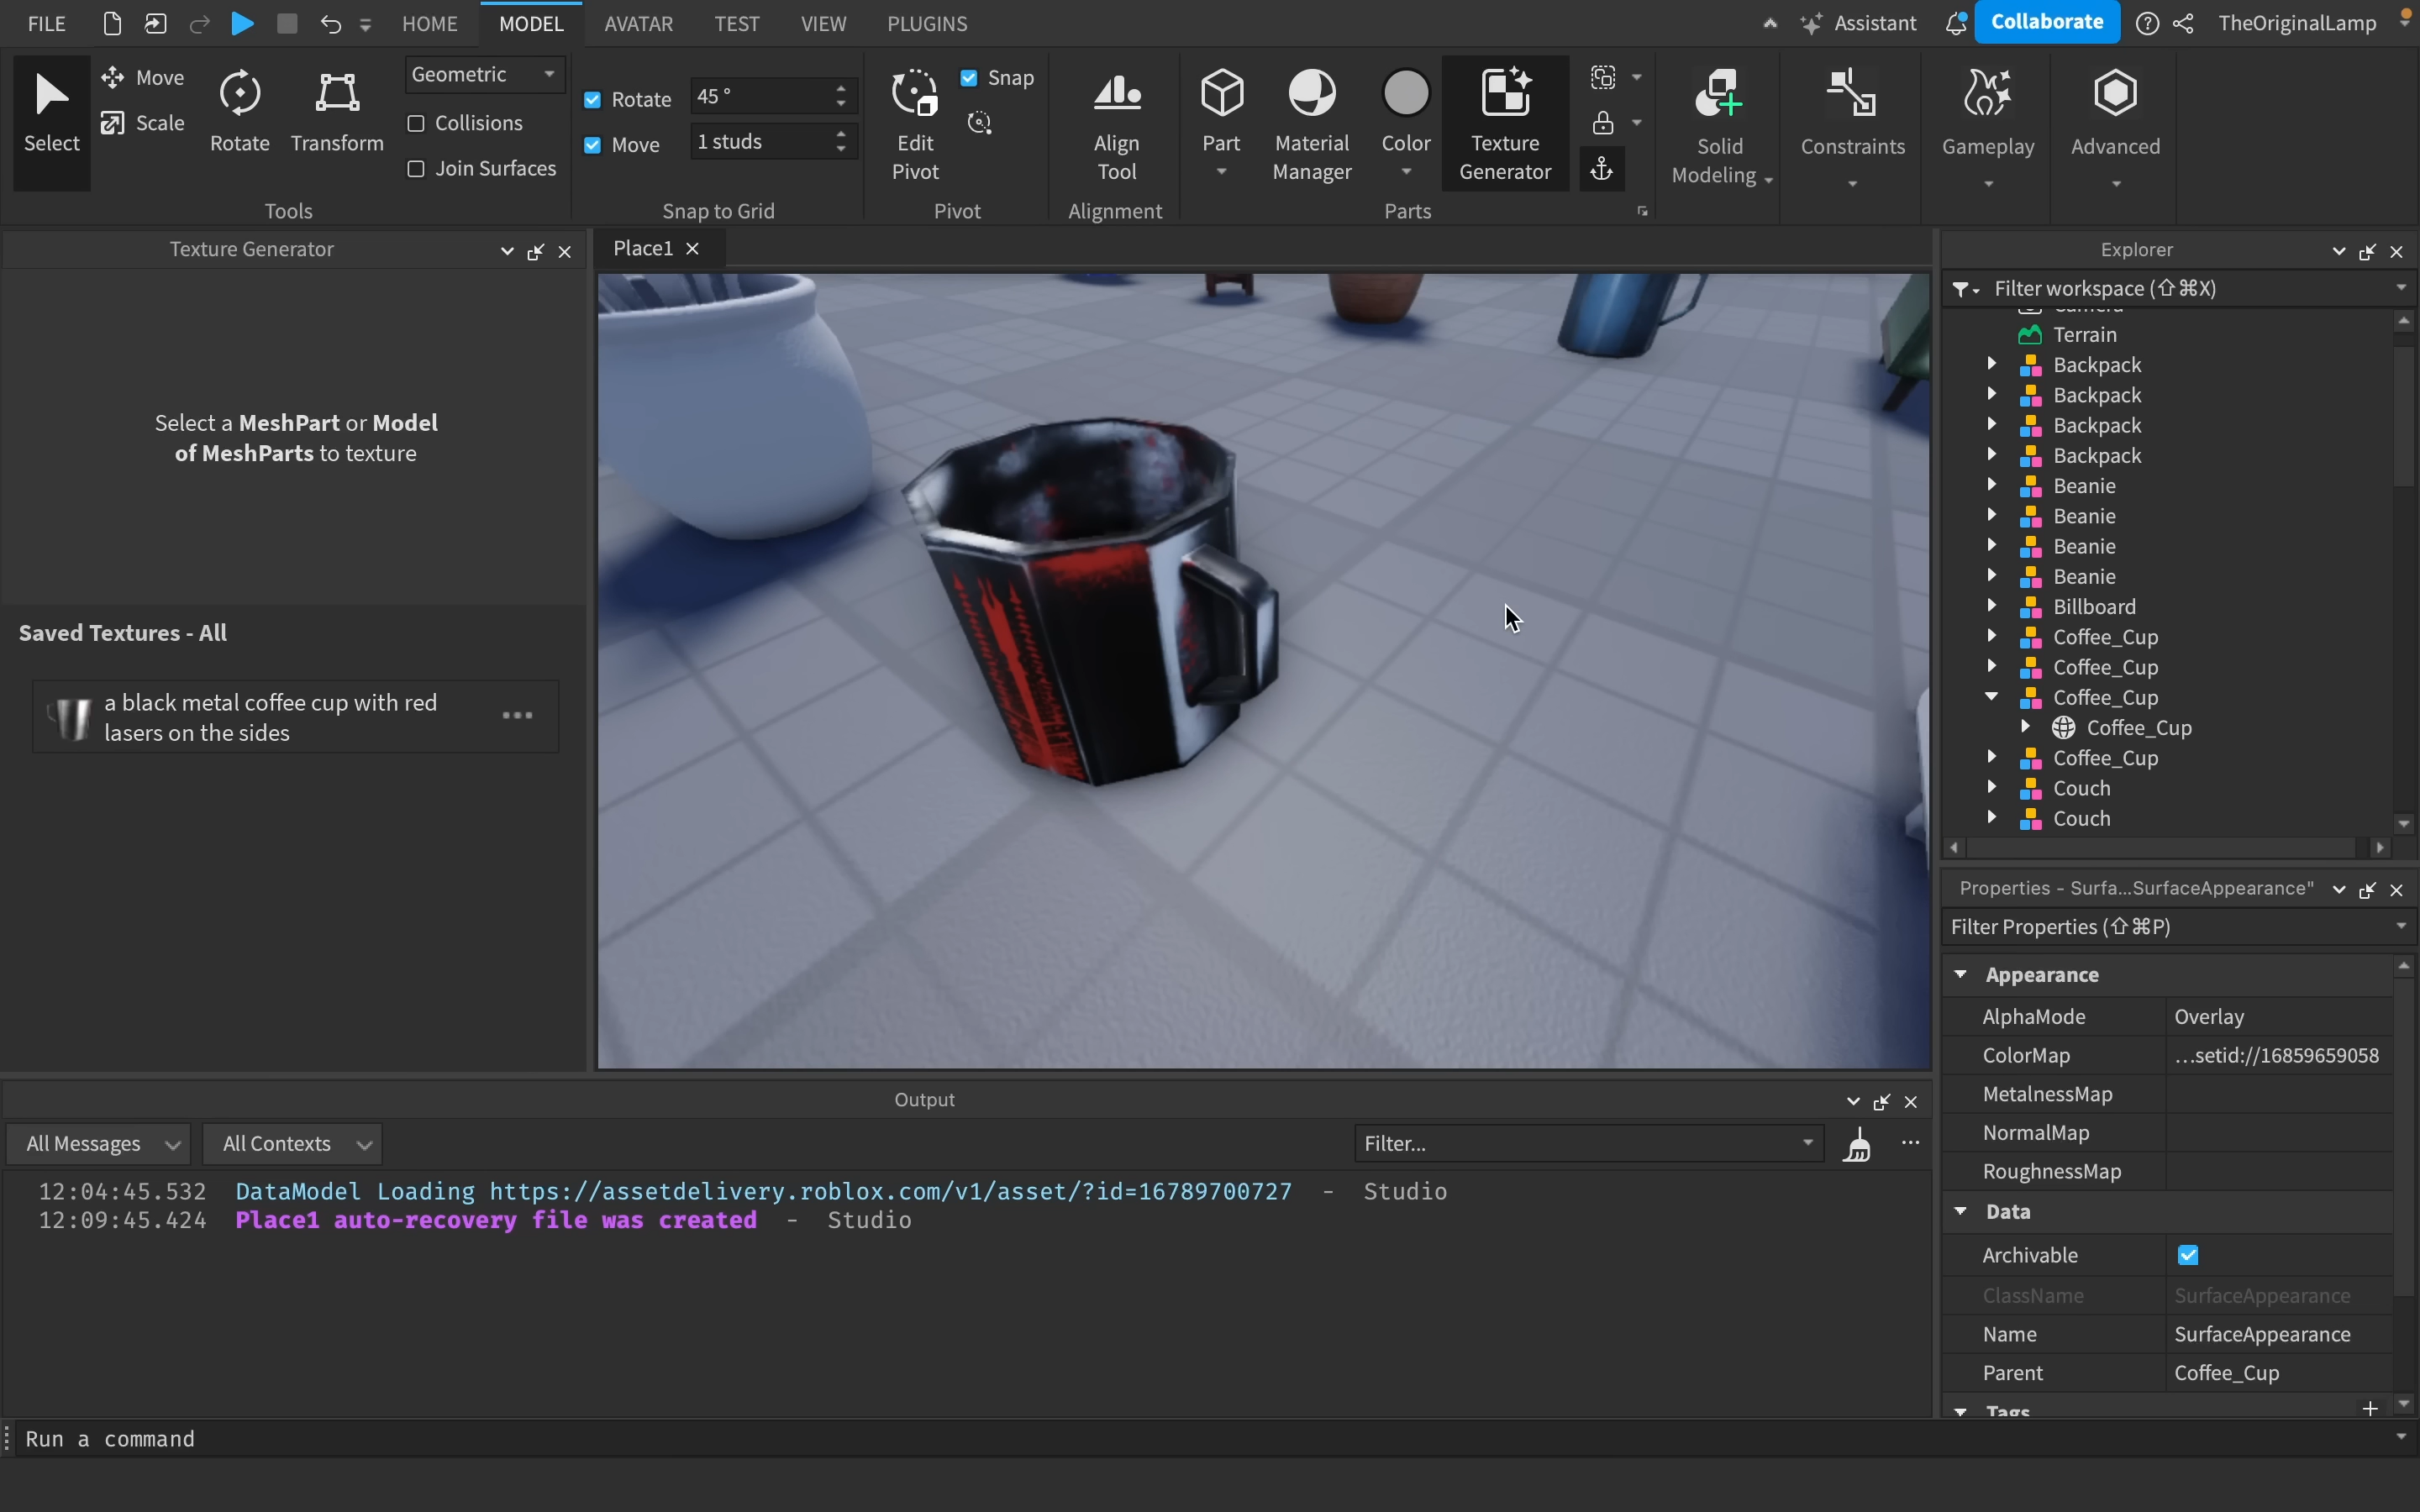 FILE
HOME
MODEL
AVATAR
TEST
VIEW
PLUGINS
Assistant
Collaborate
TheOriginalLamp
Select
Move
Scale
Rotate
Transform
Geometric
Collisions
Join Surfaces
Tools
Rotate
45 °
Move
1 studs
Snap to Grid
Edit
Pivot
Snap
Pivot
Align
Tool
Alignment
Part
Material
Manager
Color
Texture
Generator
Parts
Solid
Modeling
Constraints
Gameplay
Advanced
Texture Generator
Select a MeshPart or Model
of MeshParts to texture
Saved Textures - All
a black metal coffee cup with red
lasers on the sides
Place1
Explorer
Filter workspace (⇧⌘X)
Terrain
Backpack
Backpack
Backpack
Backpack
Beanie
Beanie
Beanie
Beanie
Billboard
Coffee_Cup
Coffee_Cup
Coffee_Cup
Coffee_Cup
Coffee_Cup
Couch
Couch
Properties - Surfa...SurfaceAppearance"
Filter Properties (⇧⌘P)
Appearance
AlphaMode Overlay
ColorMap ...setid://16859659058
MetalnessMap
NormalMap
RoughnessMap
Data
Archivable
ClassName SurfaceAppearance
Name SurfaceAppearance
Parent Coffee_Cup
Tags
Output
All Messages
All Contexts
Filter...
12:04:45.532 DataModel Loading https://assetdelivery.roblox.com/v1/asset/?id=16789700727 - Studio
12:09:45.424 Place1 auto-recovery file was created - Studio
Run a command